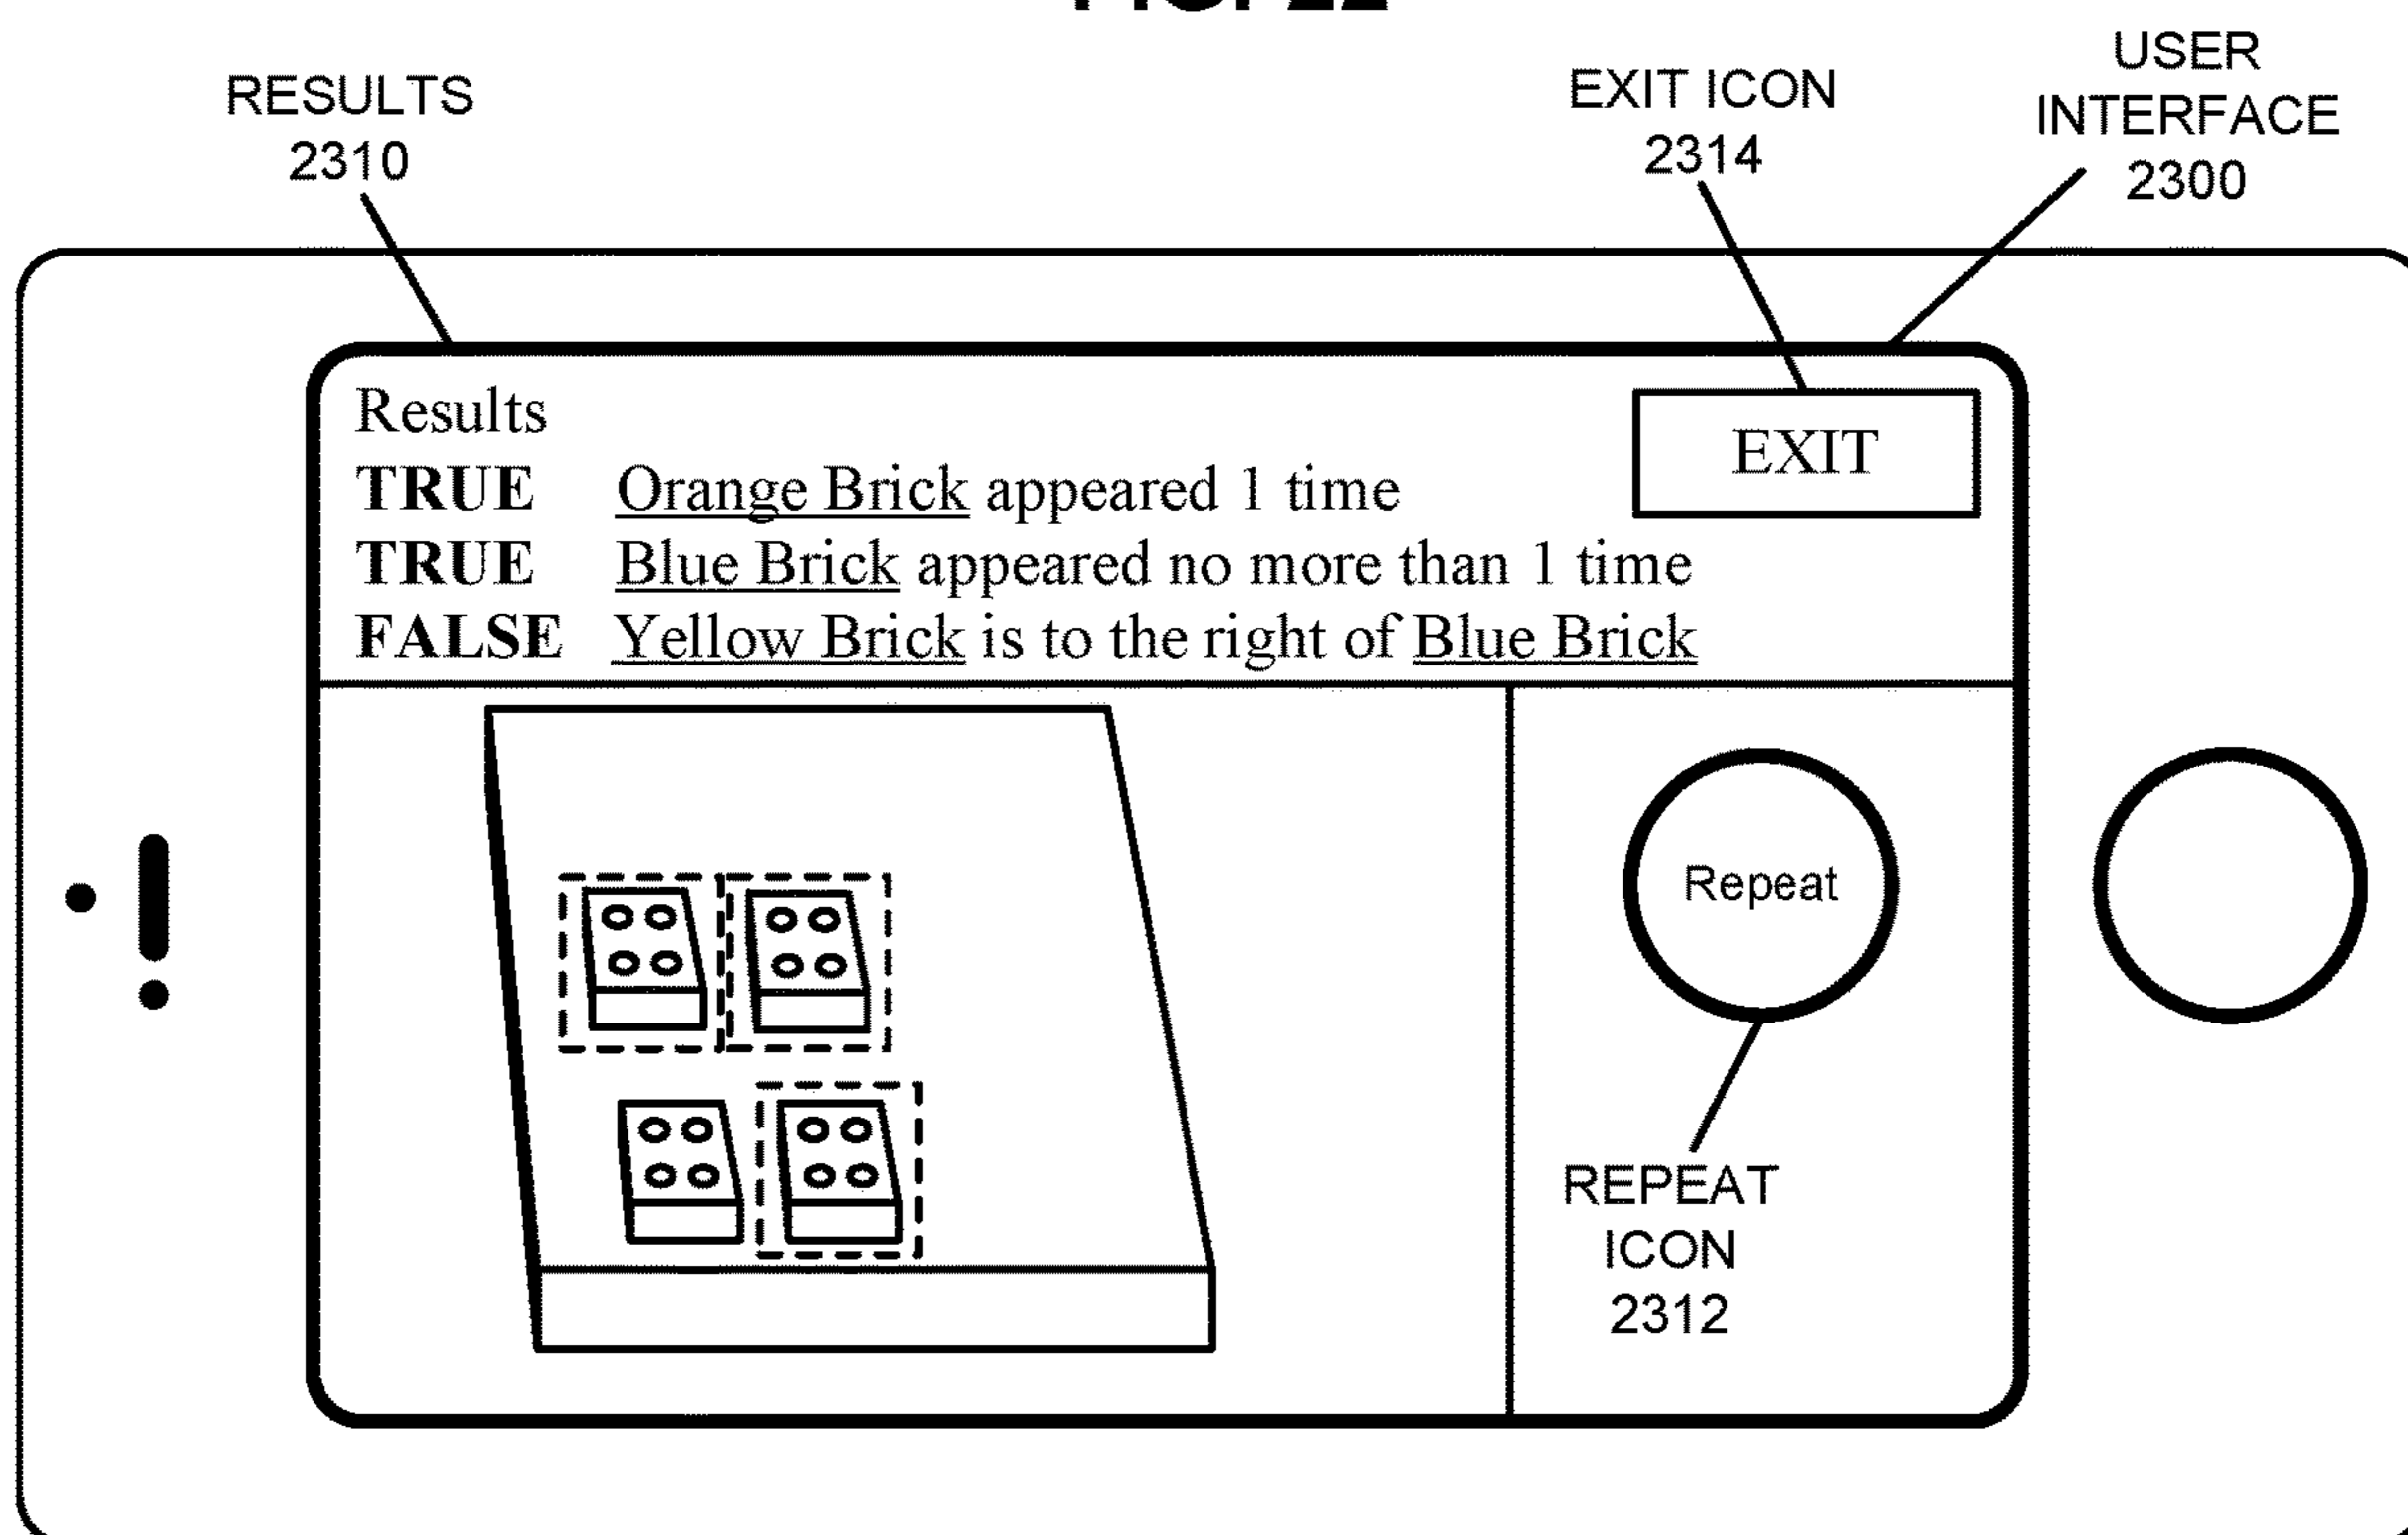 FIG. 22
RESULTS
2310
EXIT ICON
2314
USER
INTERFACE
2300
Results
EXIT
TRUE Orange Brick appeared 1 time
TRUE Blue Brick appeared no more than 1 time
FALSE Yellow Brick is to the right of Blue Brick
Repeat
REPEAT
ICON
2312